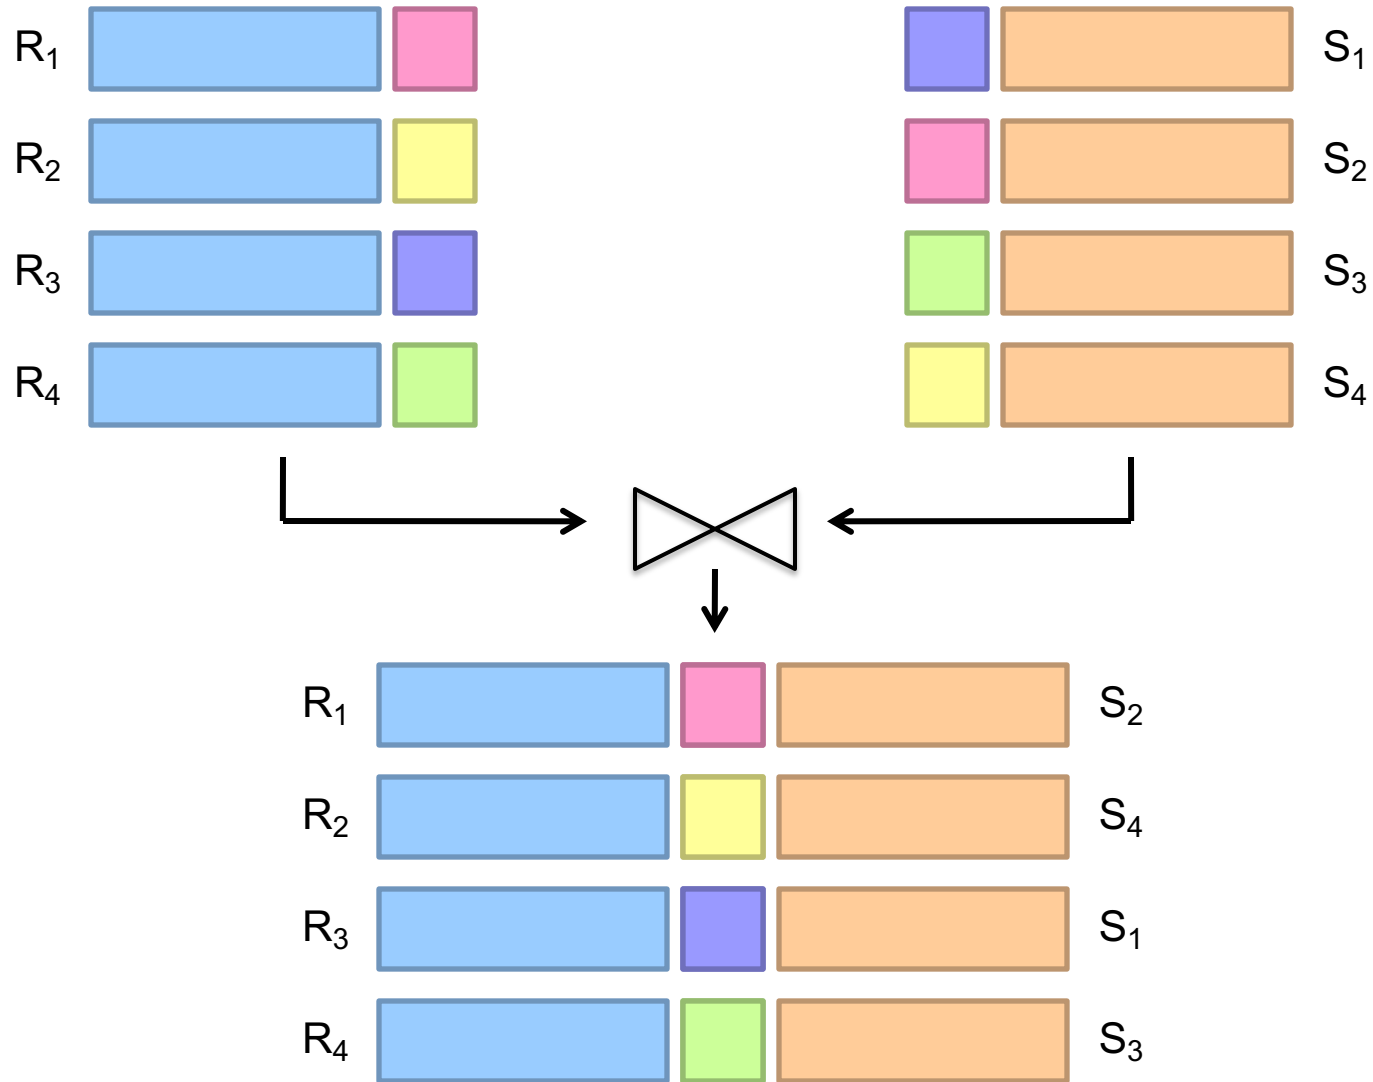 R₁ S₁
R₂ S₂
R₃ S₃
R₄ S₄
R₁ S₂
R₂ S₄
R₃ S₁
R₄ S₃